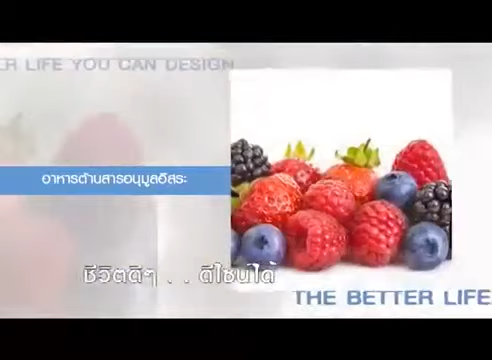 R LIFE YOU CAN DESIGN
อาหารต้านสารอนุมูลอิสระ
ชีวิตดีๆ . . ดีไซน์ได้
THE BETTER LIFE